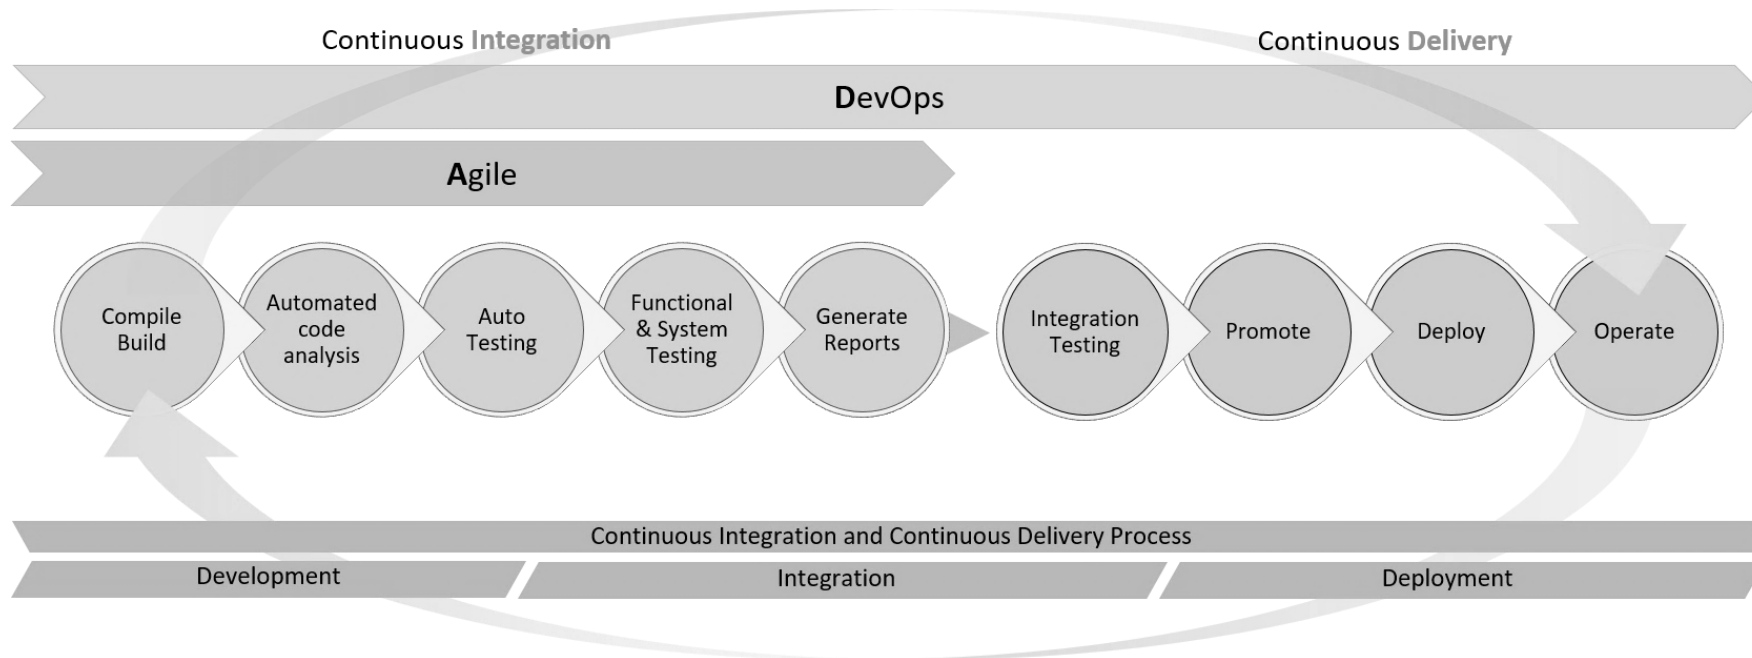 Continuous Integration
Continuous Delivery
DevOps
Agile
Compile
Build
Automated
code
analysis
Auto
Testing
Functional
& System
Testing
Generate
Reports
Integration
Testing
Promote
Deploy
Operate
Continuous Integration and Continuous Delivery Process
Development
Integration
Deployment